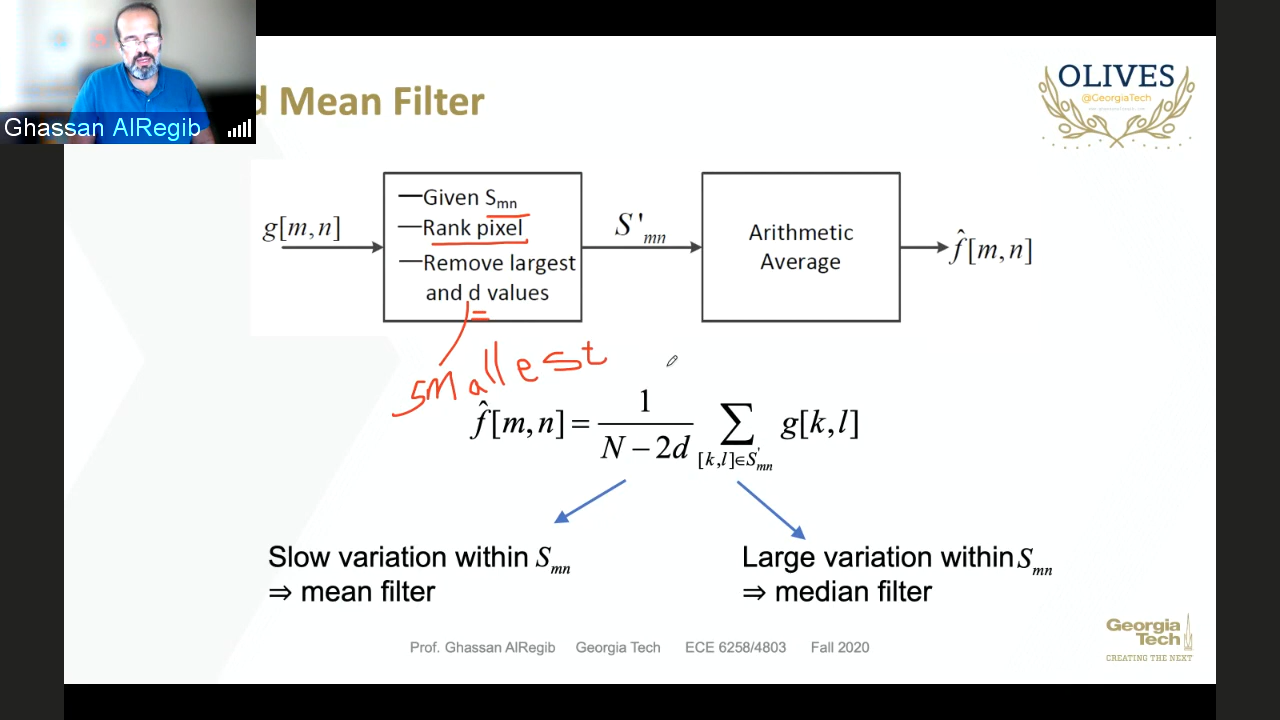 Ghassan AlRegib
d Mean Filter
OLIVES
@GeorgiaTech
g[m,n]
—Given Smn
—Rank pixel
—Remove largest
and d values
S'mn
Arithmetic
Average
f̂[m,n]
smallest
f̂[m,n] = 1 / (N − 2d) ∑ [k,l]∈S'mn g[k,l]
Slow variation within Smn
⇒ mean filter
Large variation within Smn
⇒ median filter
Prof. Ghassan AlRegib Georgia Tech ECE 6258/4803 Fall 2020
Georgia
Tech
CREATING THE NEXT